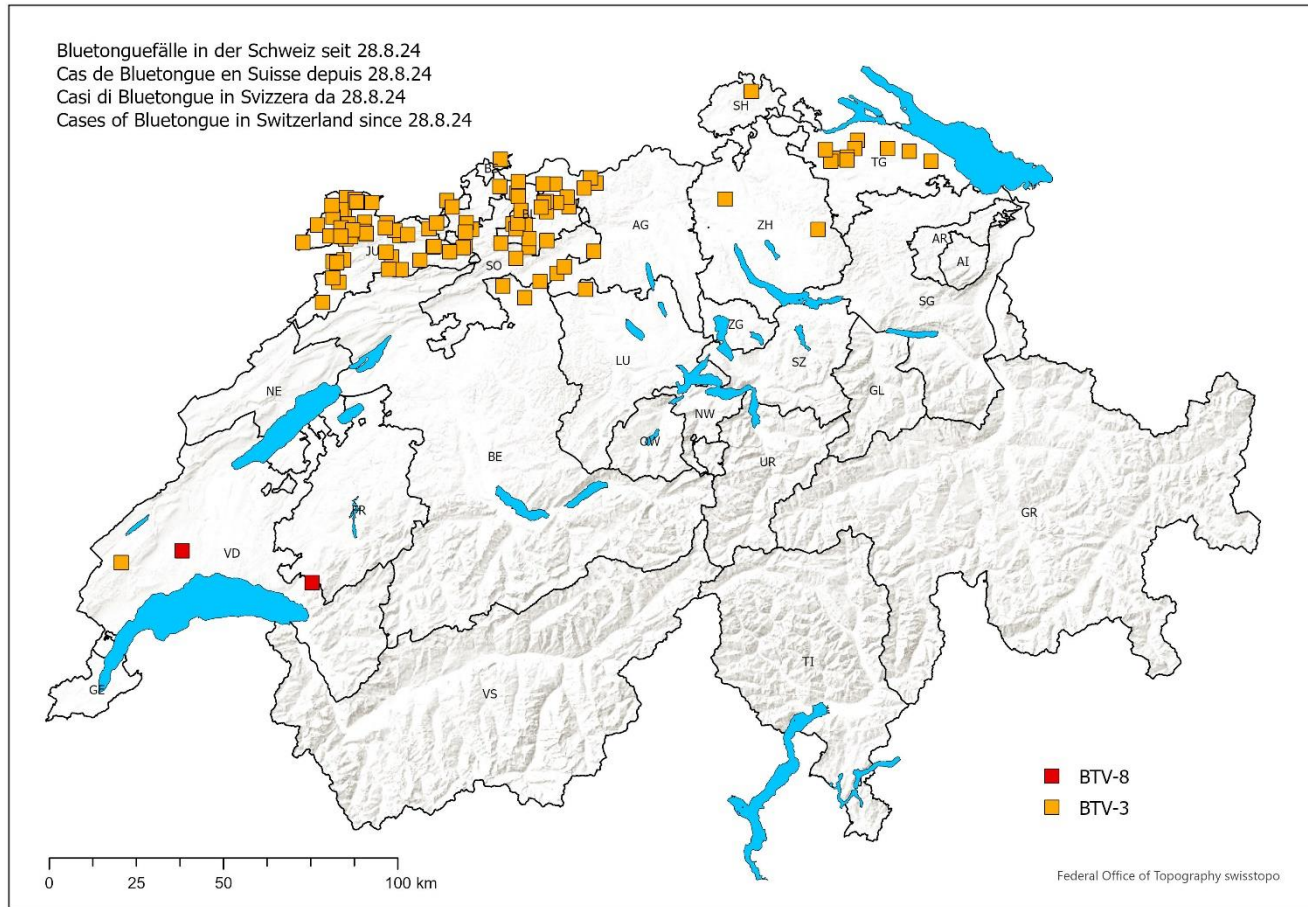 Bluetonguefälle in der Schweiz seit 28.8.24
Cas de Bluetongue en Suisse depuis 28.8.24
Casi di Bluetongue in Svizzera da 28.8.24
Cases of Bluetongue in Switzerland since 28.8.24
SH
TG
AG
ZH
JU
SO
AR
AI
SG
ZG
LU
SZ
NE
GL
NW
OW
BE
UR
FR
GR
VD
TI
GE
VS
BTV-8
BTV-3
0 25 50 100 km
Federal Office of Topography swisstopo